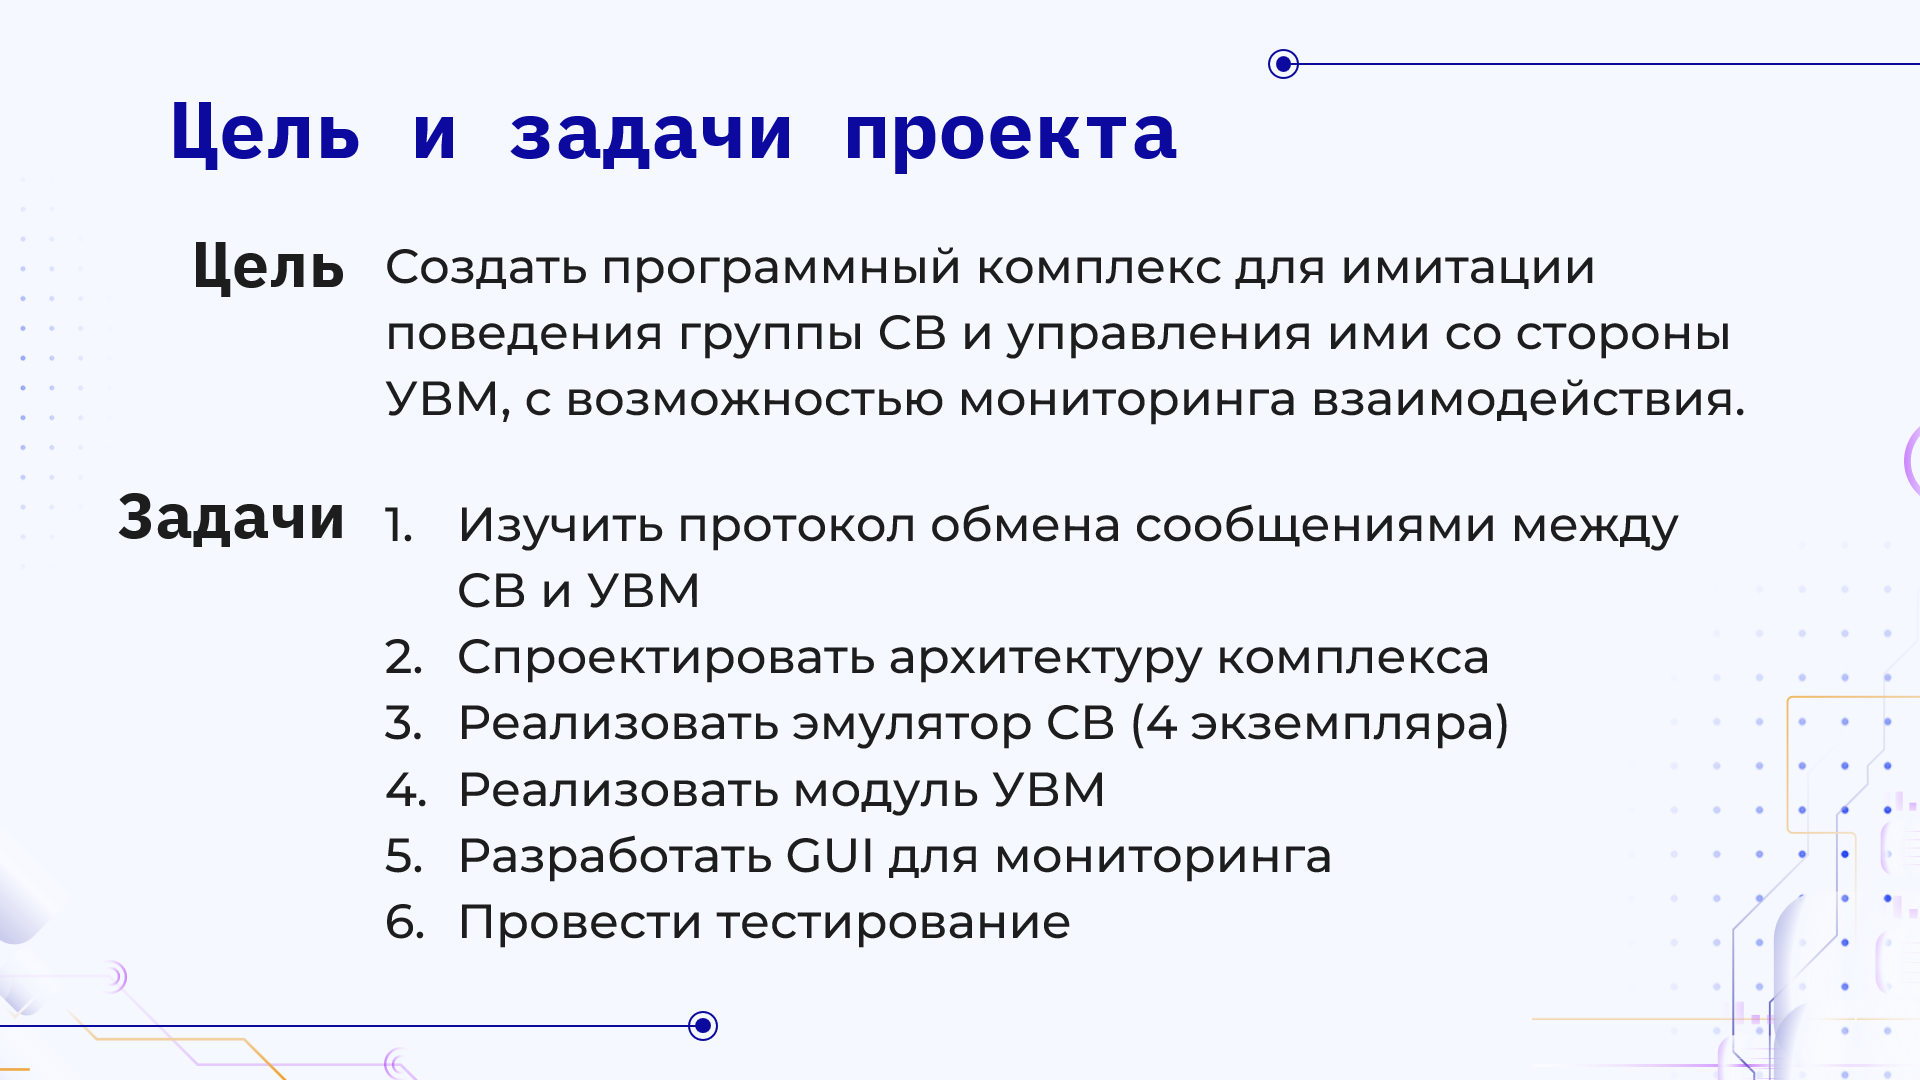 Цель и задачи проекта
Цель
Создать программный комплекс для имитации
поведения группы СВ и управления ими со стороны
УВМ, с возможностью мониторинга взаимодействия.
Задачи
1. Изучить протокол обмена сообщениями между
СВ и УВМ
2. Спроектировать архитектуру комплекса
3. Реализовать эмулятор СВ (4 экземпляра)
4. Реализовать модуль УВМ
5. Разработать GUI для мониторинга
6. Провести тестирование